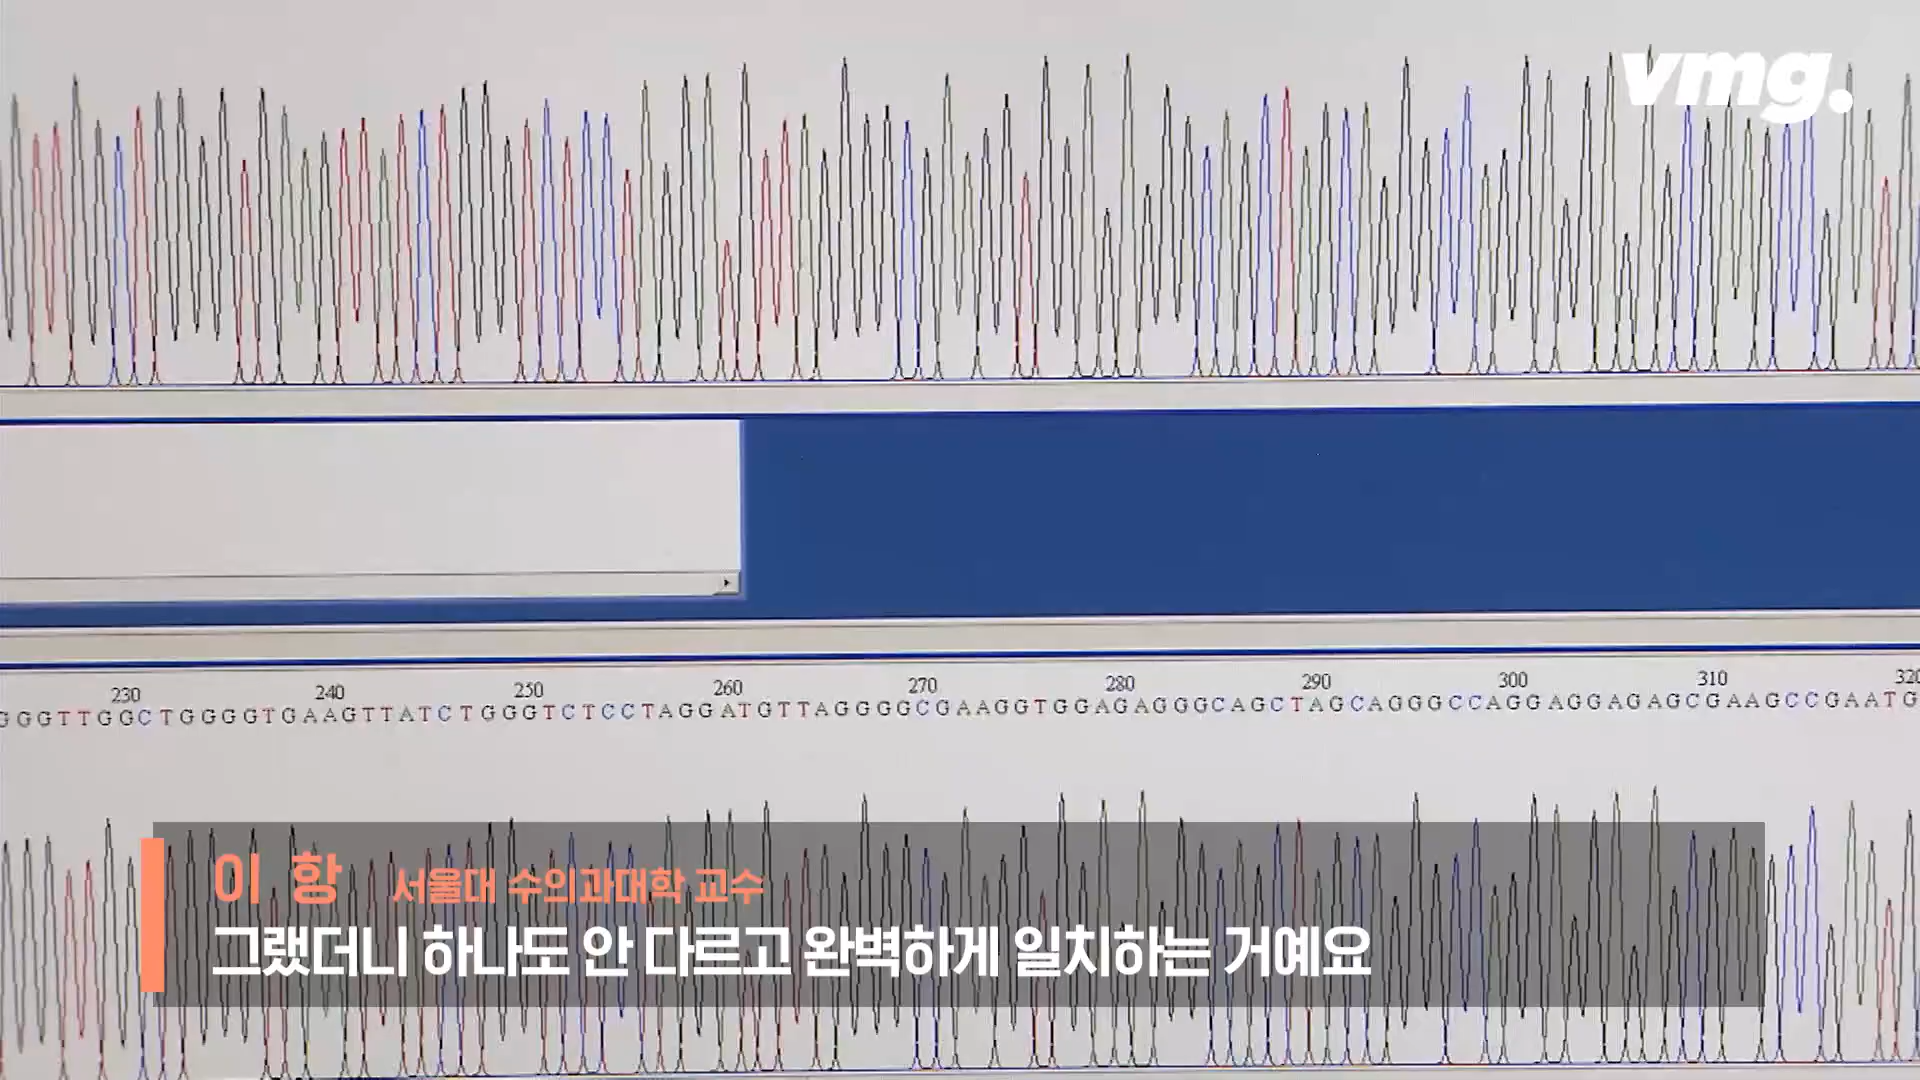 vmg.
230 240 250 260 270 280 290 300 310 320
GGGTTGGCTGGGGTGAAGTTATCTGGGTCTCCTAGGATGTTAGGGGCGAAGGTGGAGAGGGCAGCTAGCAGGGCCAGGAGGAGAGCGAAGCCGAATG
이 항 서울대 수의과대학 교수
그랬더니 하나도 안 다르고 완벽하게 일치하는 거예요